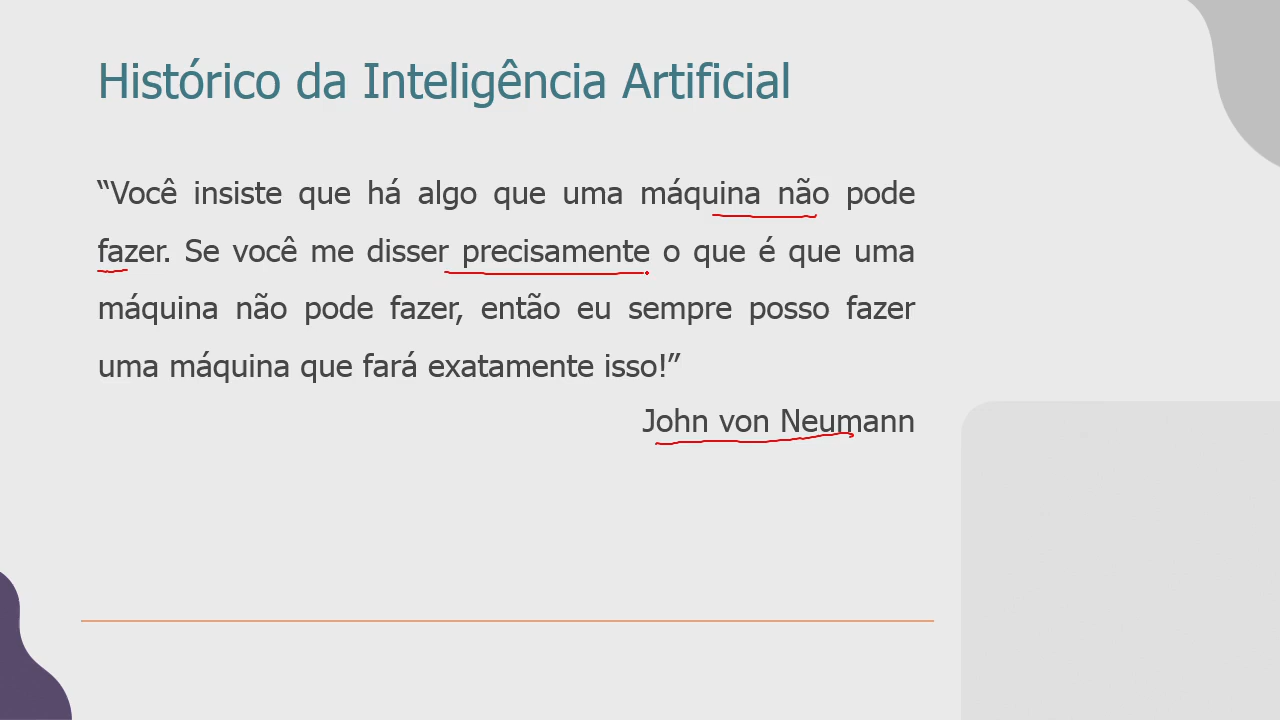 Histórico da Inteligência Artificial
“Você insiste que há algo que uma máquina não pode
fazer. Se você me disser precisamente o que é que uma
máquina não pode fazer, então eu sempre posso fazer
uma máquina que fará exatamente isso!”
John von Neumann